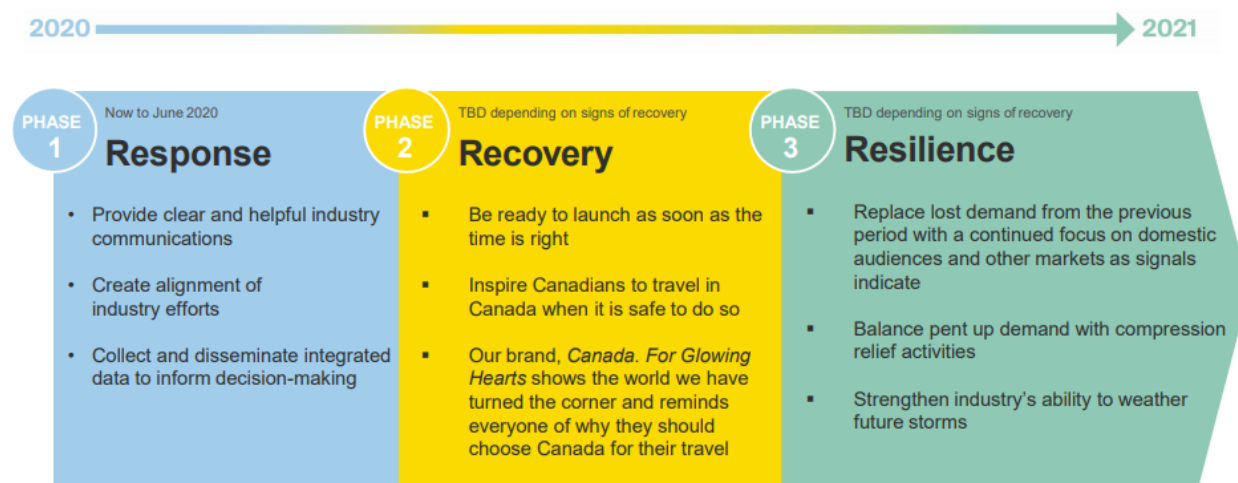 2020
2021
PHASE
1
Now to June 2020
Response
• Provide clear and helpful industry
communications
• Create alignment of
industry efforts
• Collect and disseminate integrated
data to inform decision-making
PHASE
2
TBD depending on signs of recovery
Recovery
▪ Be ready to launch as soon as the
time is right
▪ Inspire Canadians to travel in
Canada when it is safe to do so
▪ Our brand, Canada. For Glowing
Hearts shows the world we have
turned the corner and reminds
everyone of why they should
choose Canada for their travel
PHASE
3
TBD depending on signs of recovery
Resilience
▪ Replace lost demand from the previous
period with a continued focus on domestic
audiences and other markets as signals
indicate
▪ Balance pent up demand with compression
relief activities
▪ Strengthen industry's ability to weather
future storms